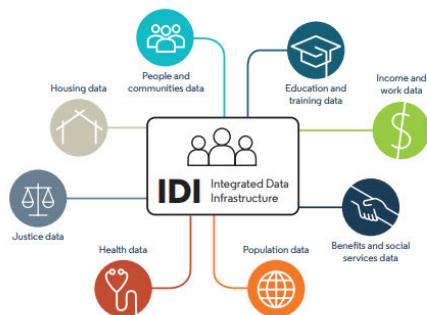 People and
communities data
Education and
training data
Housing data
Income and
work data
IDI Integrated Data
Infrastructure
Justice data
Benefits and social
services data
Health data
Population data